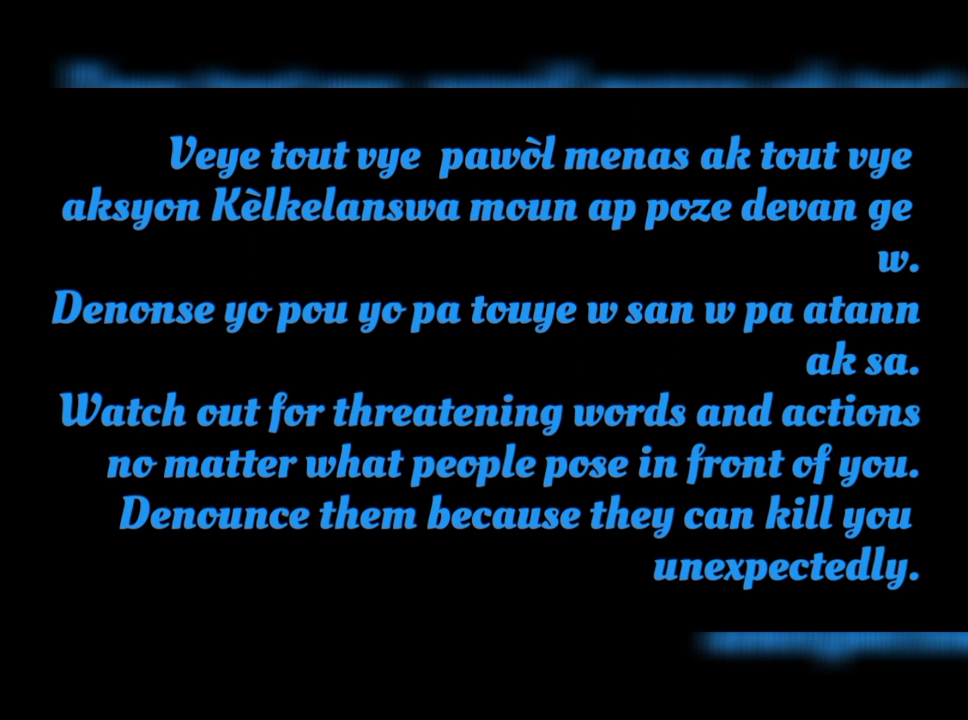 Veye tout vye pawòl menas ak tout vye
aksyon Kèlkelanswa moun ap poze devan ge
w.
Denonse yo pou yo pa touye w san w pa atann
ak sa.
Watch out for threatening words and actions
no matter what people pose in front of you.
Denounce them because they can kill you
unexpectedly.